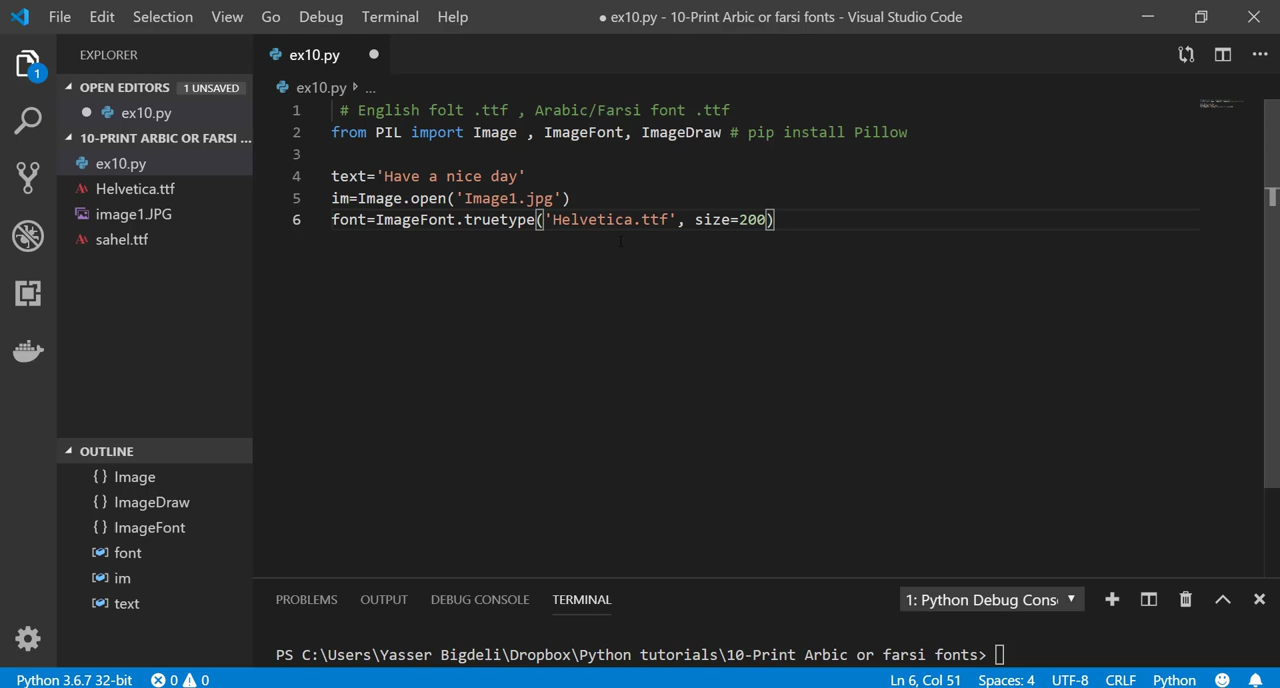 File Edit Selection View Go Debug Terminal Help
● ex10.py - 10-Print Arbic or farsi fonts - Visual Studio Code
1
EXPLORER
OPEN EDITORS 1 UNSAVED
● ex10.py
10-PRINT ARBIC OR FARSI ...
ex10.py
Helvetica.ttf
image1.JPG
sahel.ttf
OUTLINE
{} Image
{} ImageDraw
{} ImageFont
font
im
text
ex10.py ●
ex10.py ...
1 # English folt .ttf , Arabic/Farsi font .ttf
2 from PIL import Image , ImageFont, ImageDraw # pip install Pillow
3
4 text='Have a nice day'
5 im=Image.open('Image1.jpg')
6 font=ImageFont.truetype('Helvetica.ttf', size=200)
PROBLEMS OUTPUT DEBUG CONSOLE TERMINAL 1: Python Debug Cons
PS C:\Users\Yasser Bigdeli\Dropbox\Python tutorials\10-Print Arbic or farsi fonts>
Python 3.6.7 32-bit 0 0 Ln 6, Col 51 Spaces: 4 UTF-8 CRLF Python